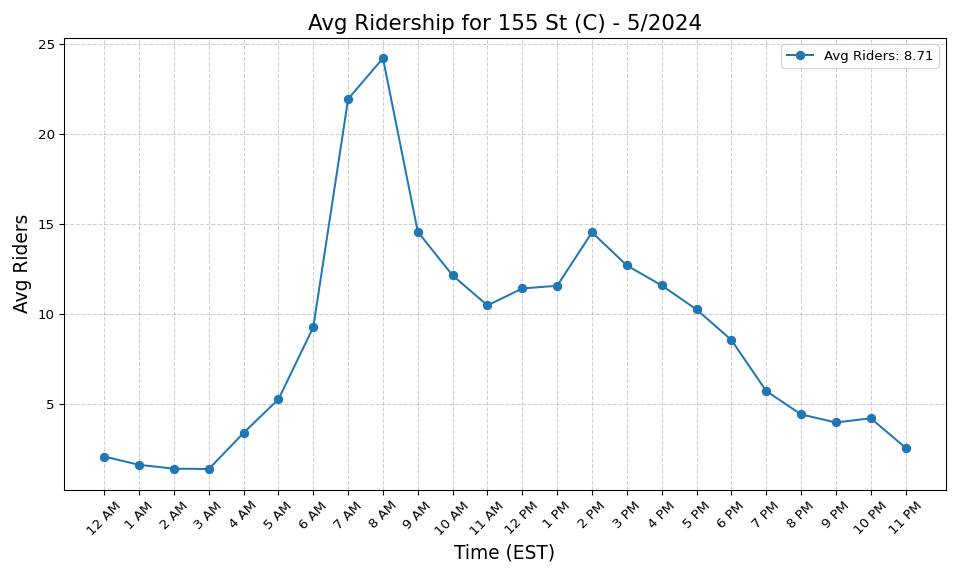 Avg Ridership for 155 St (C) - 5/2024
Avg Riders: 8.71
25
20
15
10
5
Avg Riders
12 AM 1 AM 2 AM 3 AM 4 AM 5 AM 6 AM 7 AM 8 AM 9 AM 10 AM 11 AM 12 PM 1 PM 2 PM 3 PM 4 PM 5 PM 6 PM 7 PM 8 PM 9 PM 10 PM 11 PM
Time (EST)